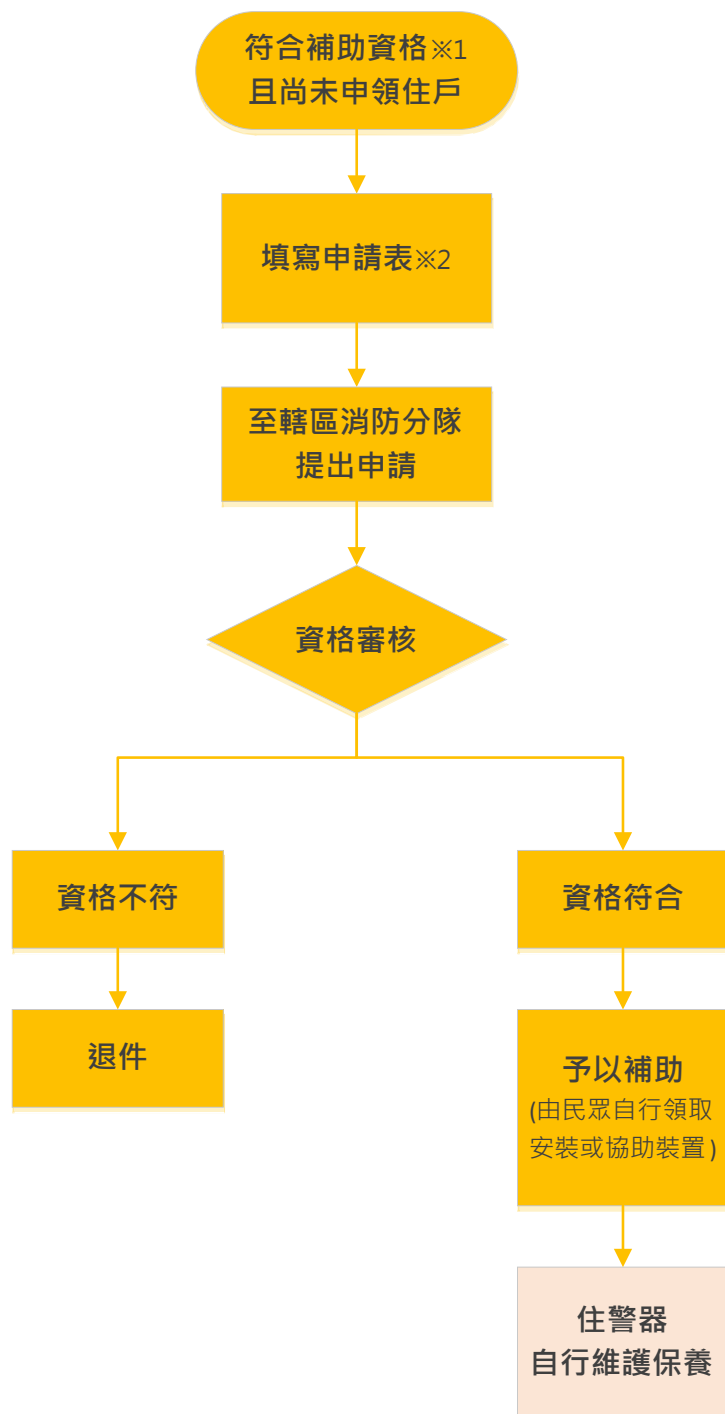 符合補助資格※1
且尚未申領住戶
填寫申請表※2
至轄區消防分隊
提出申請
資格審核
資格不符
資格符合
退件
予以補助
(由民眾自行領取
安裝或協助裝置)
住警器
自行維護保養